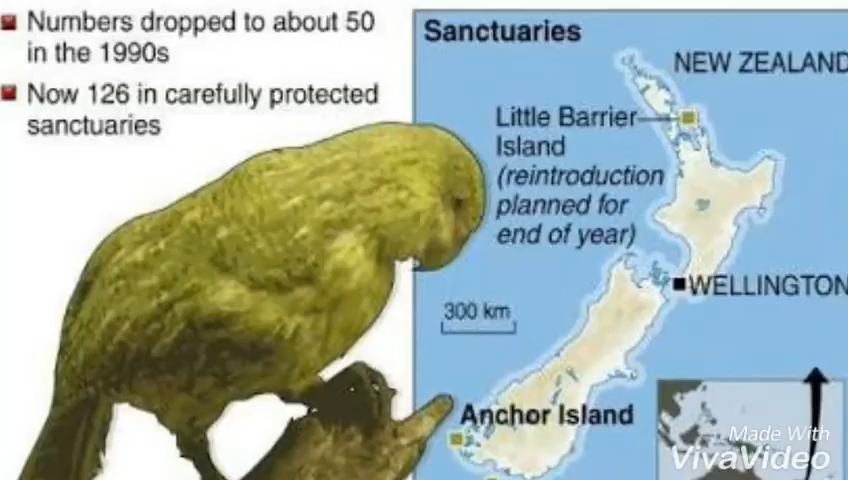 Numbers dropped to about 50
in the 1990s
Now 126 in carefully protected
sanctuaries
Sanctuaries
NEW ZEALAND
Little Barrier
Island
(reintroduction
planned for
end of year)
WELLINGTON
300 km
Anchor Island
Made With
VivaVideo